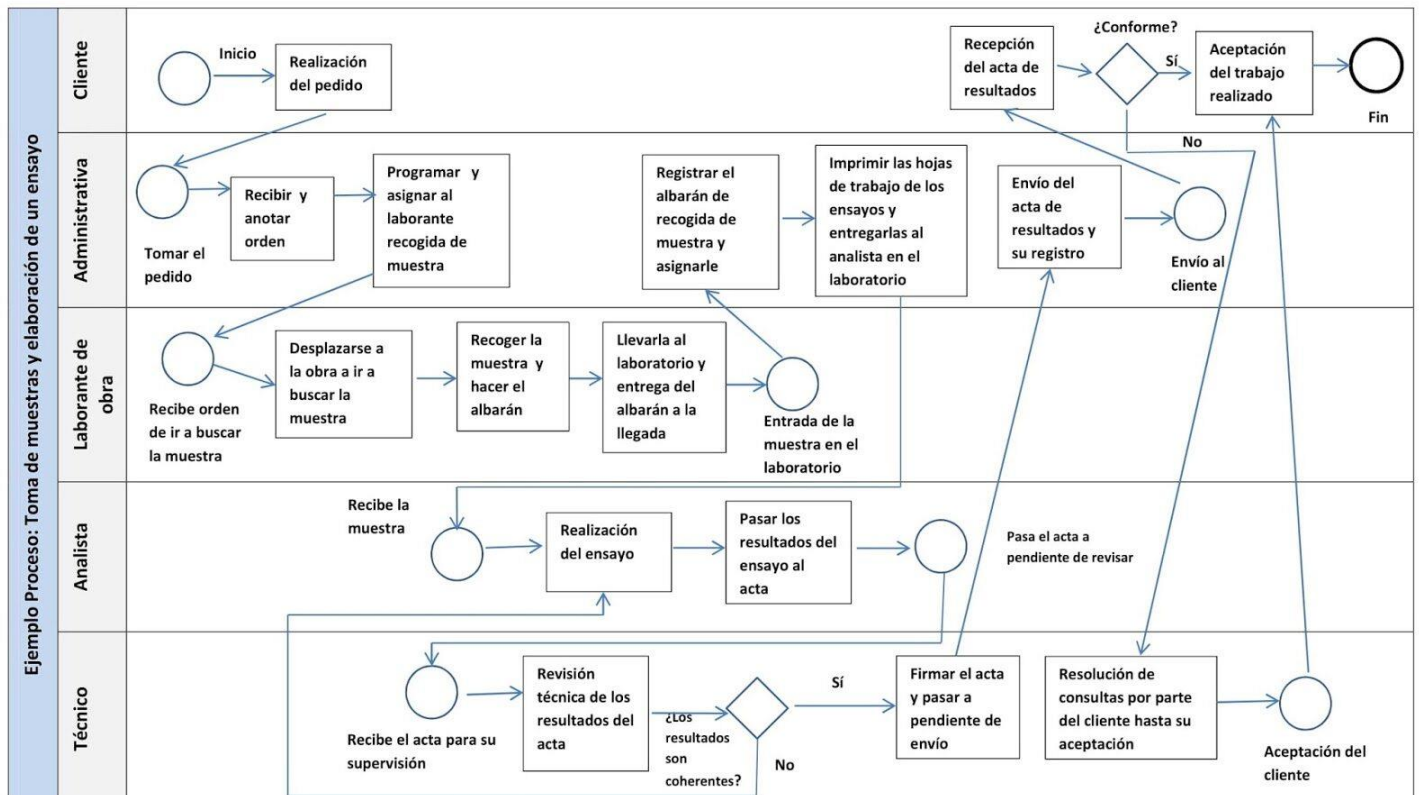 Ejemplo Proceso: Toma de muestras y elaboración de un ensayo
Cliente
Inicio
Realización
del pedido
Recepción
del acta de
resultados
¿Conforme?
Sí
No
Aceptación
del trabajo
realizado
Fin
Administrativa
Tomar el
pedido
Recibir y
anotar
orden
Programar y
asignar al
laborante
recogida de
muestra
Registrar el
albarán de
recogida de
muestra y
asignarle
Imprimir las hojas
de trabajo de los
ensayos y
entregarlas al
analista en el
laboratorio
Envío del
acta de
resultados y
su registro
Envío al
cliente
Laborante de
obra
Recibe orden
de ir a buscar
la muestra
Desplazarse a
la obra a ir a
buscar la
muestra
Recoger la
muestra y
hacer el
albarán
Llevarla al
laboratorio y
entrega del
albarán a la
llegada
Entrada de la
muestra en el
laboratorio
Analista
Recibe la
muestra
Realización
del ensayo
Pasar los
resultados del
ensayo al
acta
Pasa el acta a
pendiente de revisar
Técnico
Recibe el acta para su
supervisión
Revisión
técnica de los
resultados del
acta
¿Los
resultados
son
coherentes?
Sí
No
Firmar el acta
y pasar a
pendiente de
envío
Resolución de
consultas por parte
del cliente hasta su
aceptación
Aceptación del
cliente